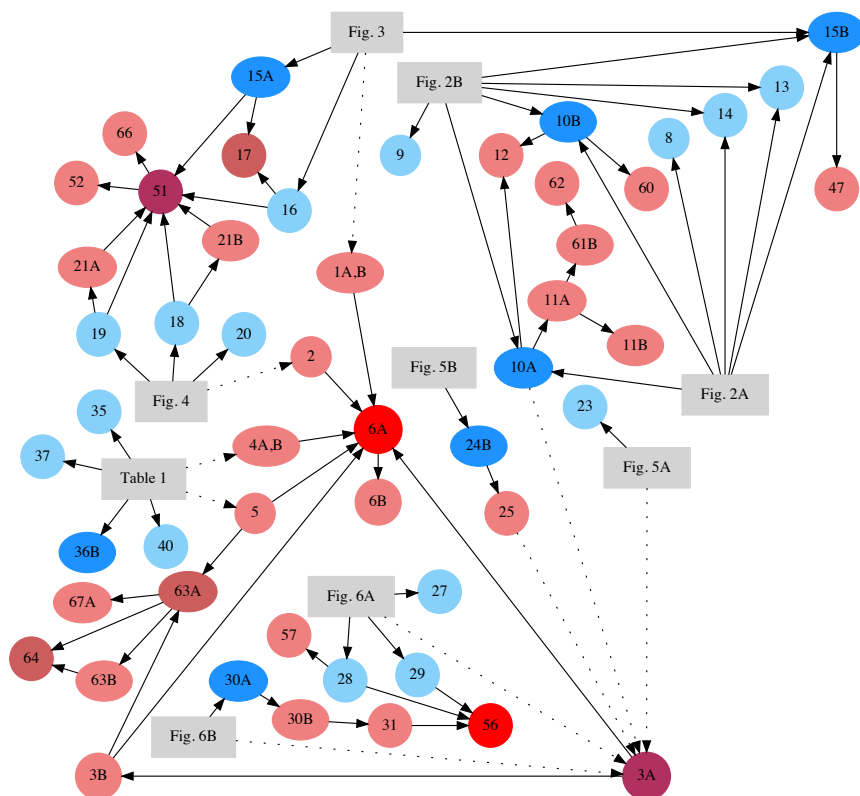 Fig. 3
15B
15A
Fig. 2B
13
14
10B
66
8
9
12
17
52
51
62
60
47
16
21B
61B
21A
1A,B
11A
19
18
20
11B
2
Fig. 5B
10A
Fig. 4
Fig. 2A
35
23
6A
4A,B
24B
37
Table 1
Fig. 5A
6B
5
25
36B
40
63A
27
67A
Fig. 6A
57
64
63B
30A
28
29
30B
31
56
Fig. 6B
3B
3A